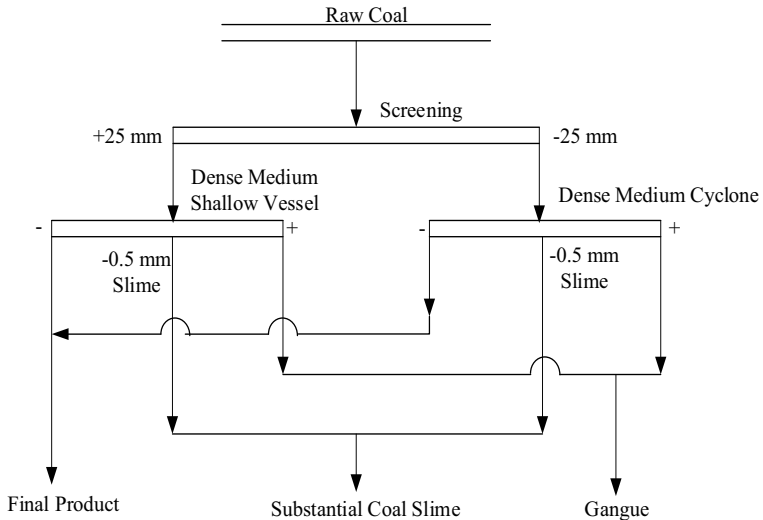 Raw Coal
Screening
+25 mm
-25 mm
Dense Medium
Shallow Vessel
Dense Medium Cyclone
-
+
-
+
-0.5 mm
Slime
-0.5 mm
Slime
Final Product
Substantial Coal Slime
Gangue